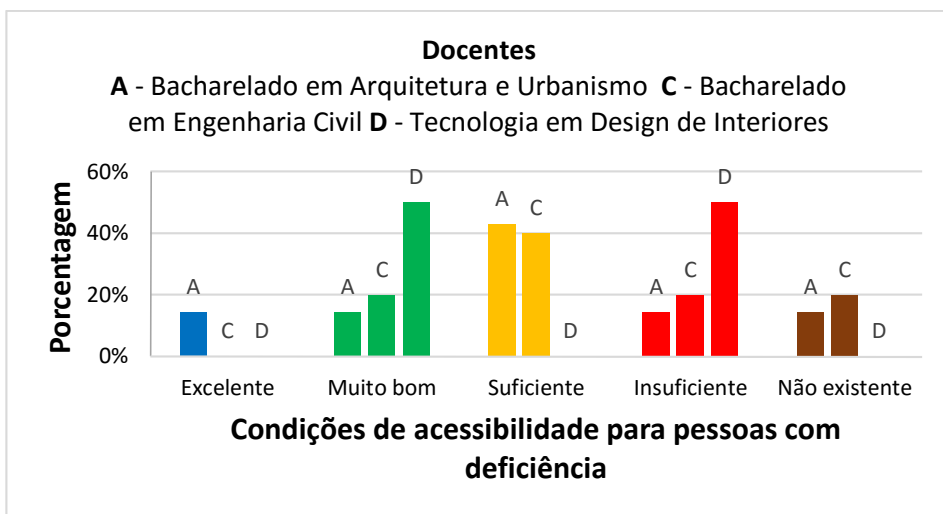 Docentes
A - Bacharelado em Arquitetura e Urbanismo C - Bacharelado
em Engenharia Civil D - Tecnologia em Design de Interiores
Porcentagem
60%
40%
20%
0%
A C D
A C D
A C D
A C D
A C D
Excelente Muito bom Suficiente Insuficiente Não existente
Condições de acessibilidade para pessoas com
deficiência